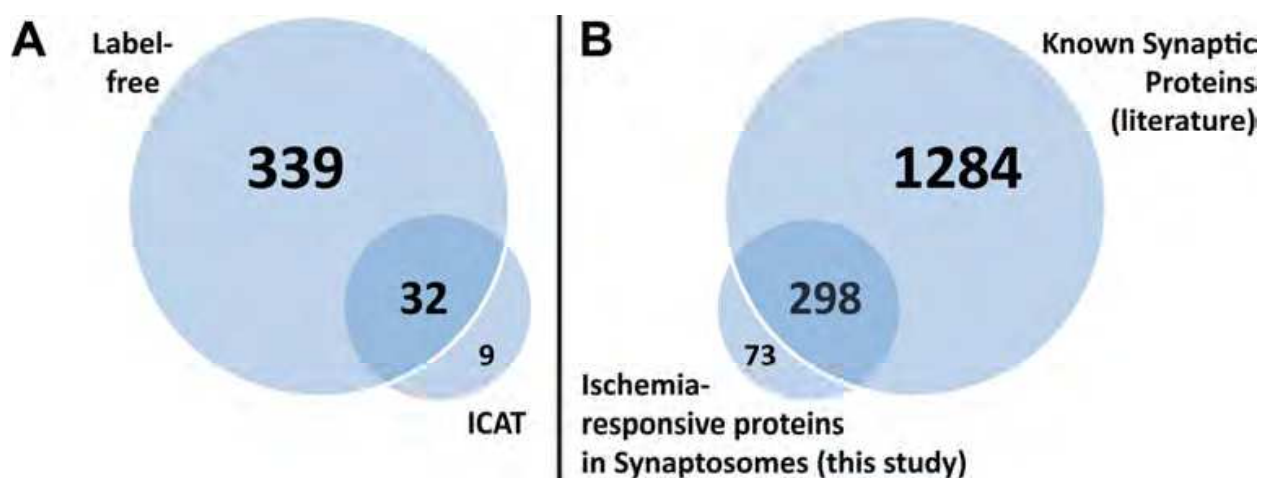 A
Label-
free
339
32
9
ICAT
B
Known Synaptic
Proteins
(literature)
1284
298
73
Ischemia-
responsive proteins
in Synaptosomes (this study)